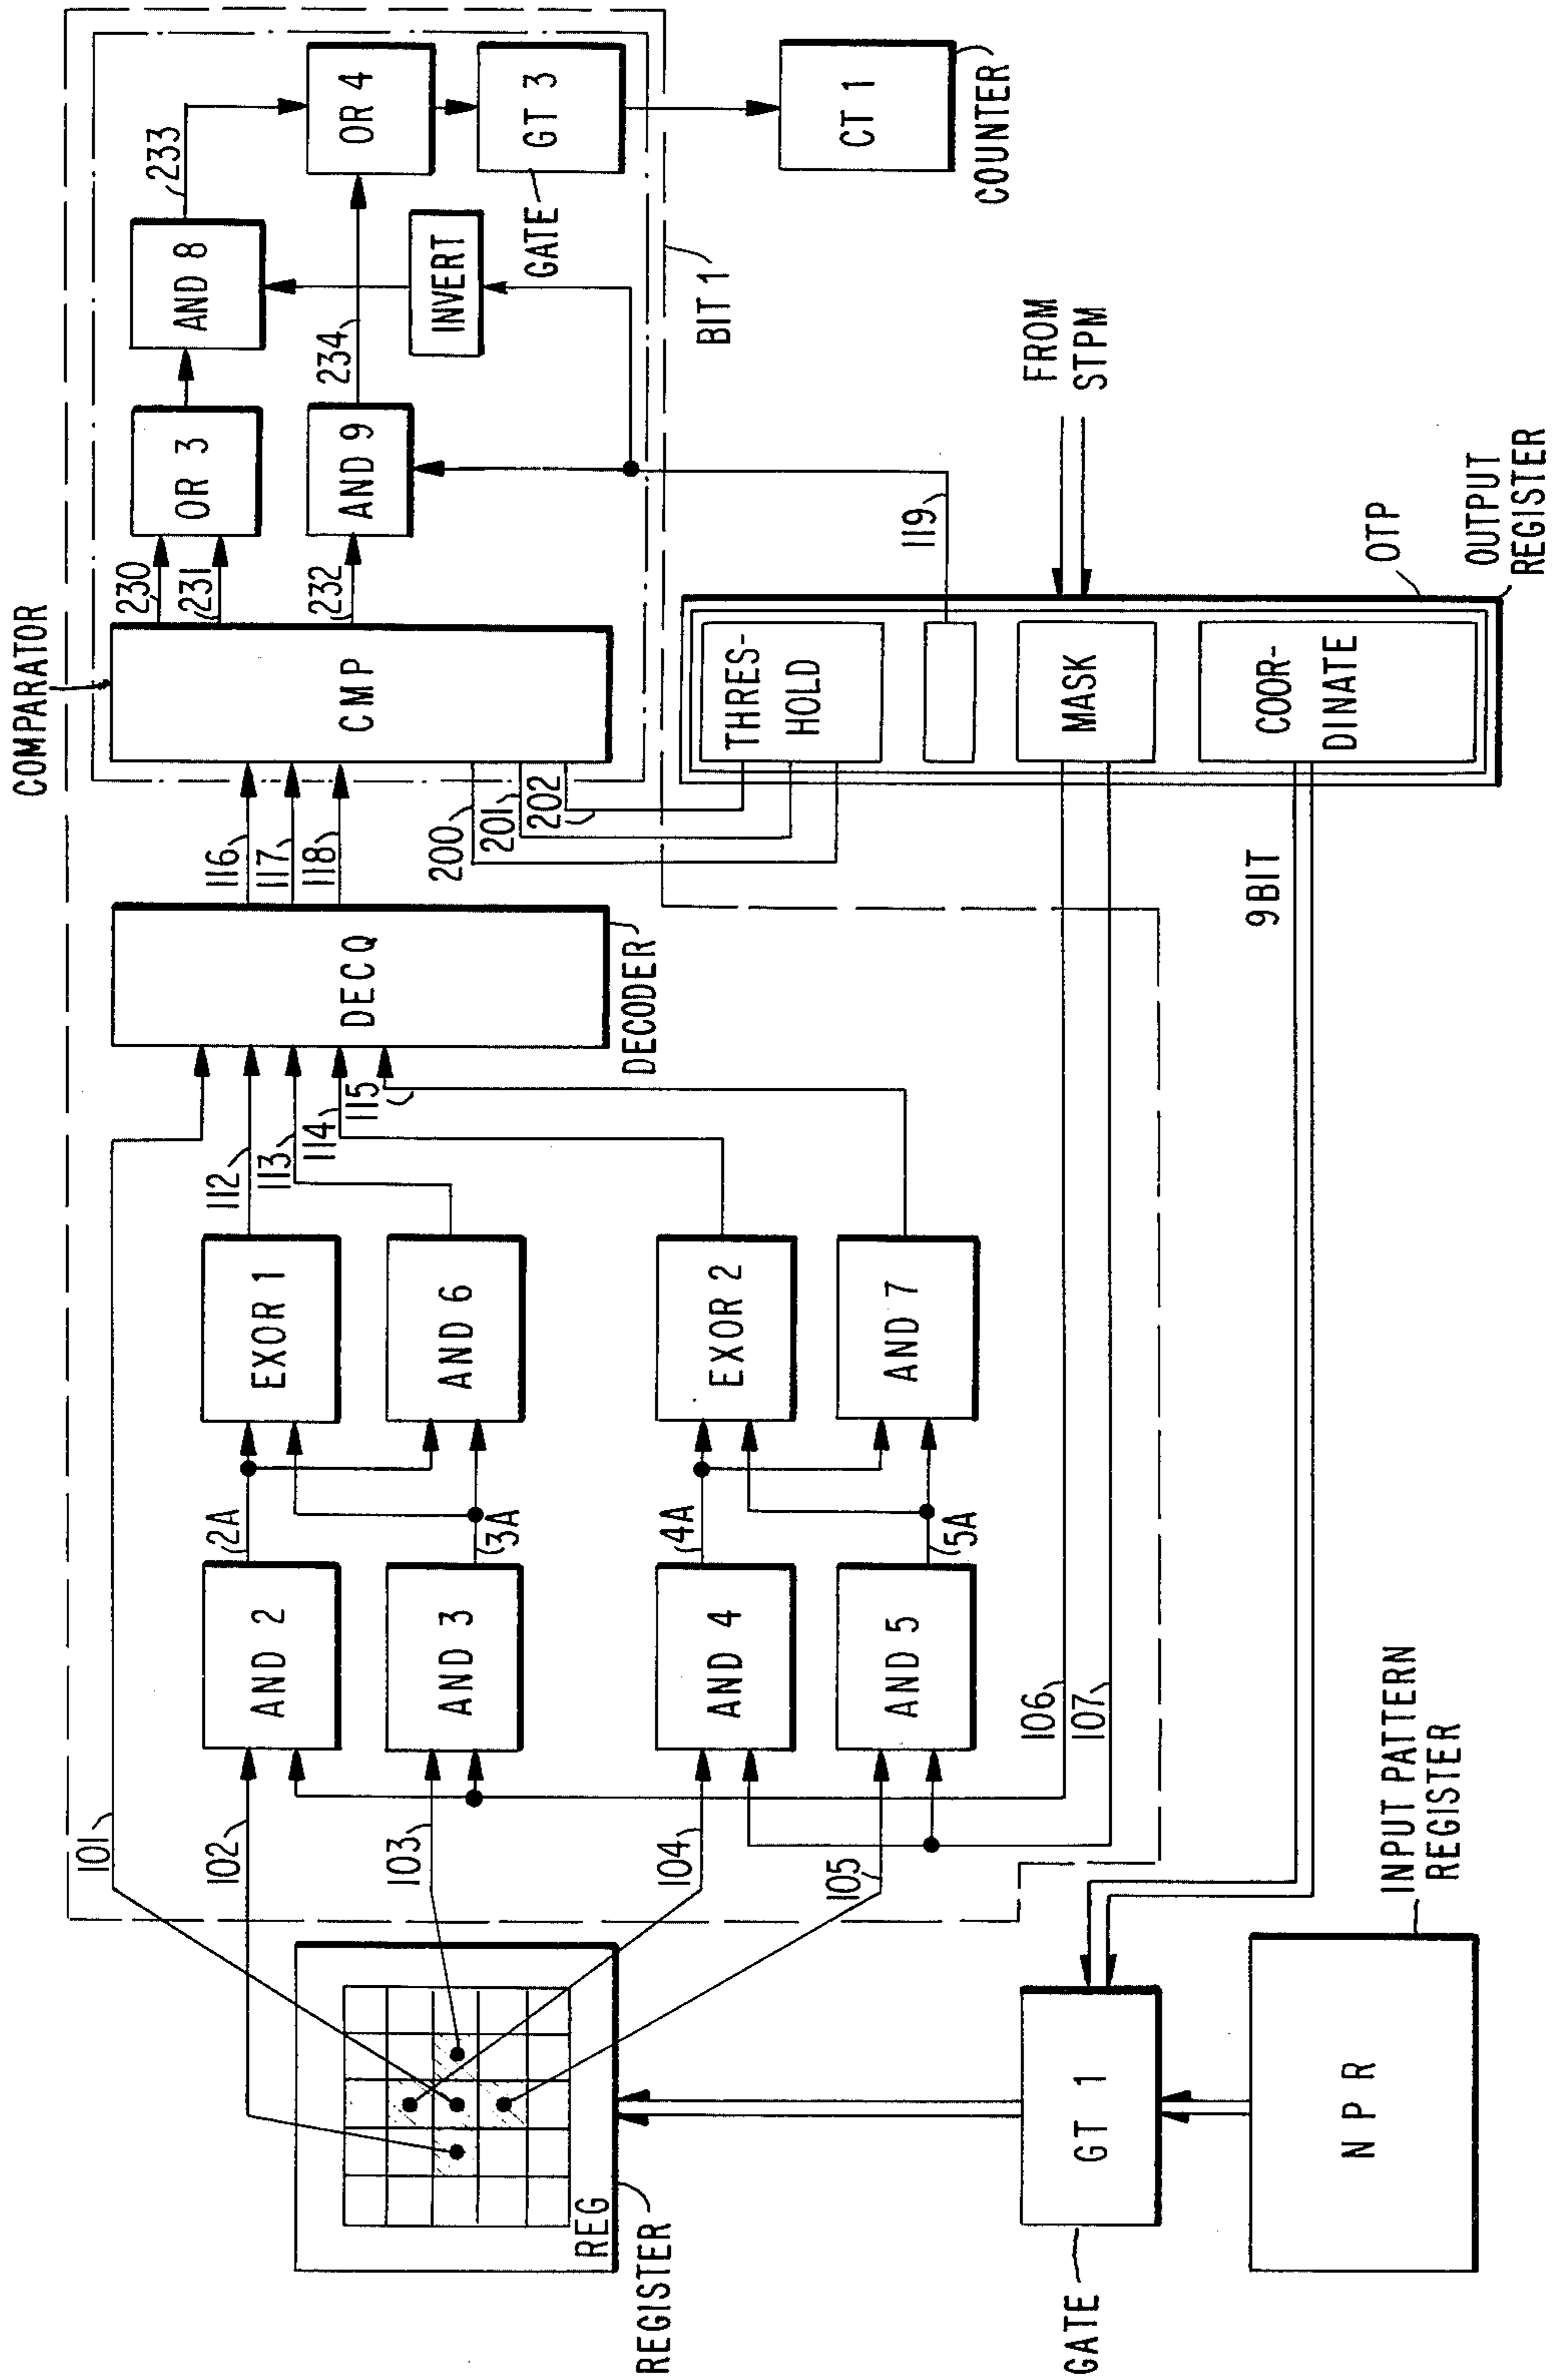 COMPARATOR
101
102
103
104
105
106
107
REG
REGISTER
AND 2
AND 3
AND 4
AND 5
2A
3A
4A
5A
EXOR 1
AND 6
EXOR 2
AND 7
112
113
114
115
DECQ
DECODER
116
117
118
200
201
202
CMP
230
231
232
OR 3
AND 9
234
AND 8
INVERT
233
OR 4
GT 3
GATE
BIT 1
CT 1
COUNTER
119
FROM
STPM
THRES-
HOLD
MASK
COOR-
DINATE
OTP
OUTPUT
REGISTER
9BIT
GT 1
GATE
N P R
INPUT PATTERN
REGISTER